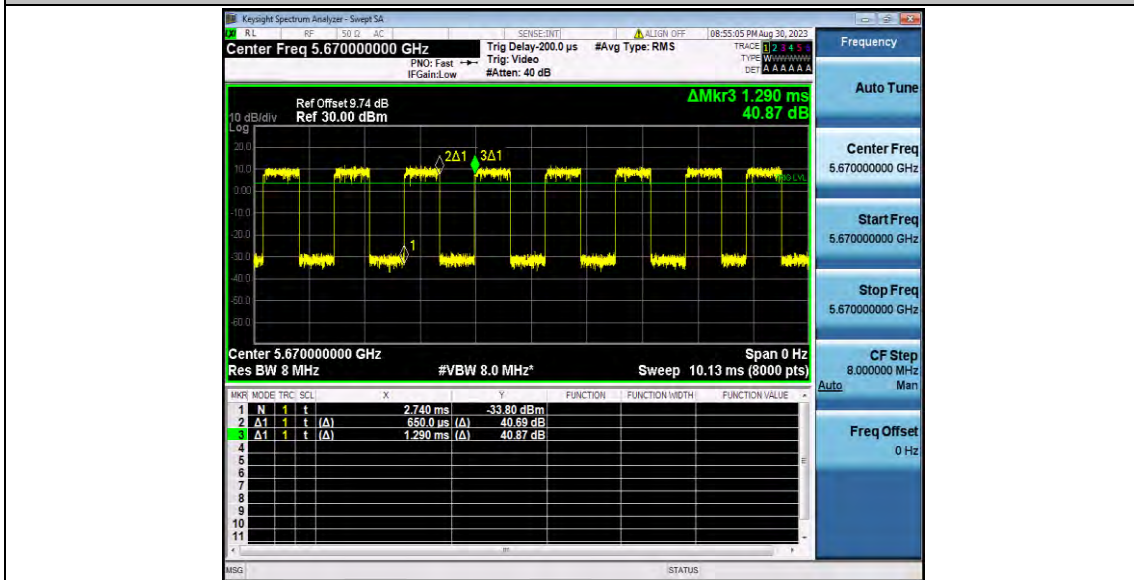 Keysight Spectrum Analyzer - Swept SA
RL RF 50 Ω AC SENSE:INT ALIGN OFF 08:55:05 PM Aug 30, 2023
Center Freq 5.670000000 GHz
Trig Delay-200.0 µs #Avg Type: RMS
TRACE 1 2 3 4 5 6
PNO: Fast Trig: Video
TYPE WWWWWW
IFGain:Low #Atten: 40 dB
DET A A A A A A
Frequency
ΔMkr3 1.290 ms
40.87 dB
Ref Offset 9.74 dB
10 dB/div Ref 30.00 dBm
Log
20.0
10.0
0.00
-10.0
-20.0
-30.0
-40.0
-50.0
-60.0
2Δ1 3Δ1
1
TRIG LVL
Center 5.670000000 GHz Span 0 Hz
Res BW 8 MHz #VBW 8.0 MHz* Sweep 10.13 ms (8000 pts)
MKR MODE TRC SCL X Y FUNCTION FUNCTION WIDTH FUNCTION VALUE
1 N 1 t 2.740 ms -33.80 dBm
2 Δ1 1 t (Δ) 650.0 µs (Δ) 40.69 dB
3 Δ1 1 t (Δ) 1.290 ms (Δ) 40.87 dB
4
5
6
7
8
9
10
11
MSG STATUS
Auto Tune
Center Freq
5.670000000 GHz
Start Freq
5.670000000 GHz
Stop Freq
5.670000000 GHz
CF Step
8.000000 MHz
Auto Man
Freq Offset
0 Hz